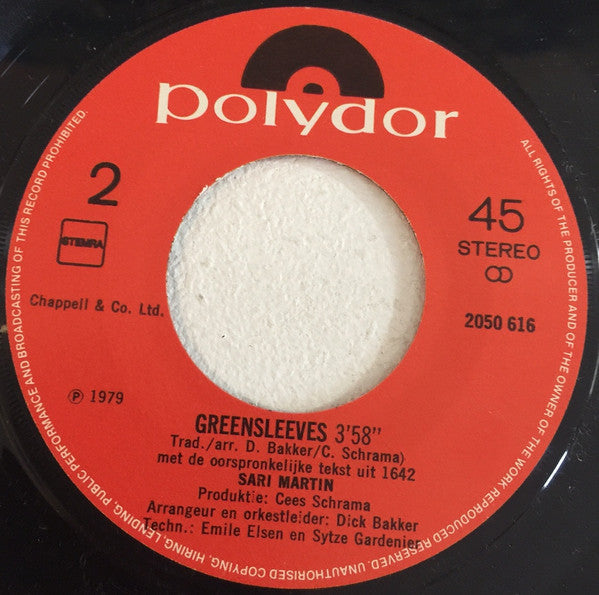 polydor
2
STEMRA
45
STEREO
Chappell & Co. Ltd.
2050 616
℗ 1979
GREENSLEEVES 3'58"
Trad./arr. D. Bakker/C. Schrama)
met de oorspronkelijke tekst uit 1642
SARI MARTIN
Produktie: Cees Schrama
Arrangeur en orkestleider: Dick Bakker
Techn.: Emile Elsen en Sytze Gardenier
ALL RIGHTS OF THE PRODUCER AND OF THE OWNER OF THE WORK REPRODUCED RESERVED. UNAUTHORISED COPYING, HIRING, LENDING, PUBLIC PERFORMANCE AND BROADCASTING OF THIS RECORD PROHIBITED.